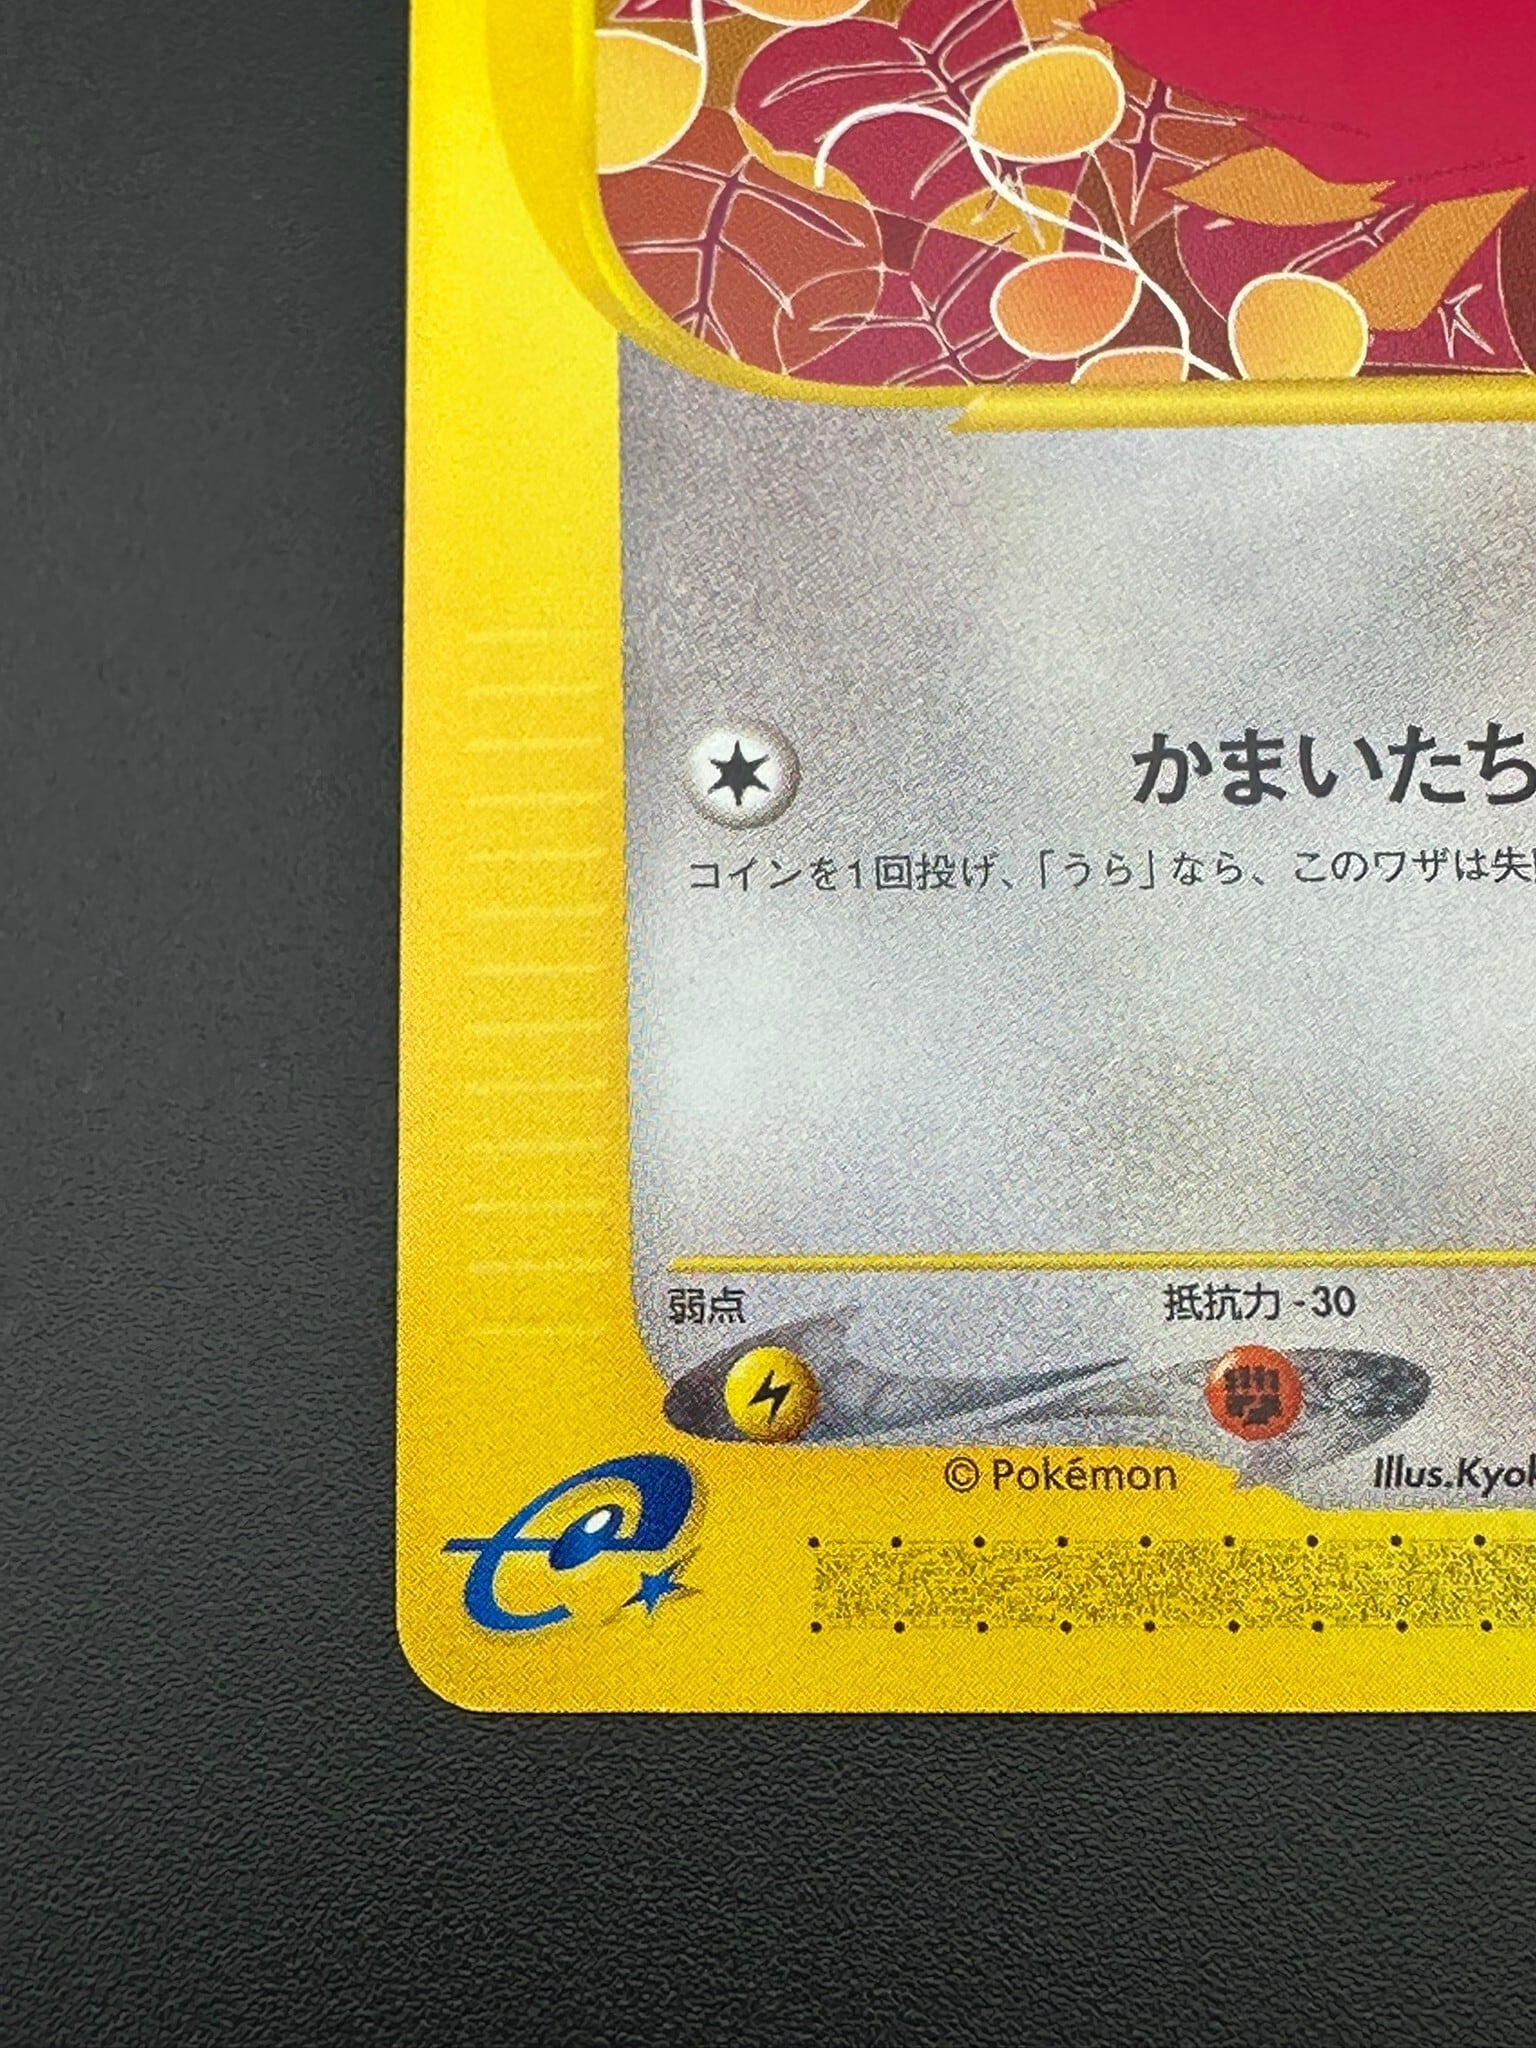 かまいたち
コインを1回投げ、「うら」なら、このワザは失
弱点
抵抗力 -30
© Pokémon
Illus.Kyo